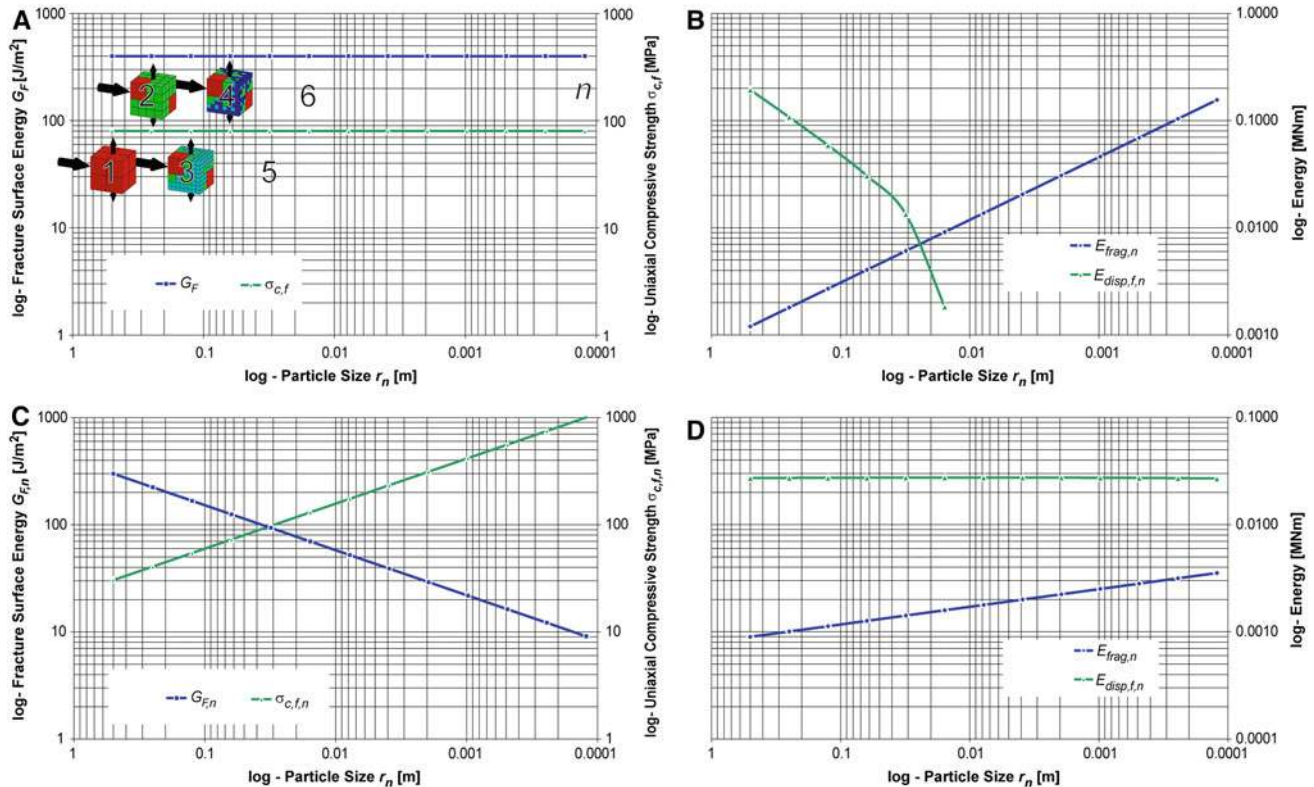 A
log- Fracture Surface Energy G_F [J/m²]
1000
100
10
1
2
4
6
n
1
3
5
G_F
σ_c,f
1
0.1
0.01
0.001
0.0001
log - Particle Size r_n [m]
1000
100
10
1
log- Uniaxial Compressive Strength σ_c,f [MPa]
B
1.0000
0.1000
0.0100
0.0010
log- Energy [MNm]
E_frag,n
E_disp,f,n
1
0.1
0.01
0.001
0.0001
log - Particle Size r_n [m]
C
log- Fracture Surface Energy G_F,n [J/m²]
1000
100
10
1
G_F,n
σ_c,f,n
1
0.1
0.01
0.001
0.0001
log - Particle Size r_n [m]
1000
100
10
1
log- Uniaxial Compressive Strength σ_c,f,n [MPa]
D
0.1000
0.0100
0.0010
0.0001
log- Energy [MNm]
E_frag,n
E_disp,f,n
1
0.1
0.01
0.001
0.0001
log - Particle Size r_n [m]